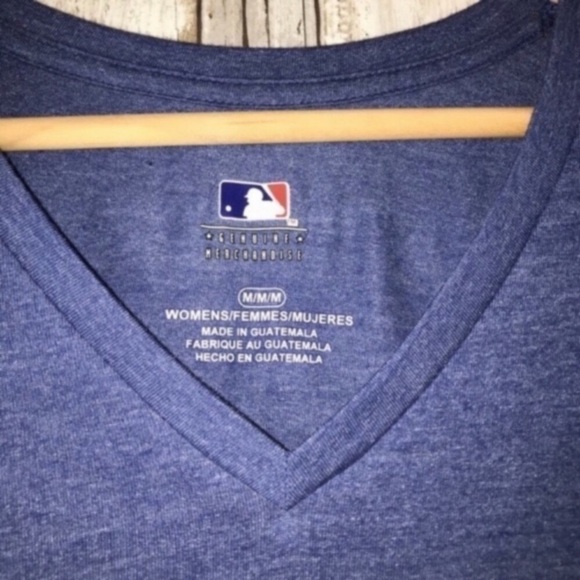 GENUINE
MERCHANDISE
M/M/M
WOMENS/FEMMES/MUJERES
MADE IN GUATEMALA
FABRIQUE AU GUATEMALA
HECHO EN GUATEMALA